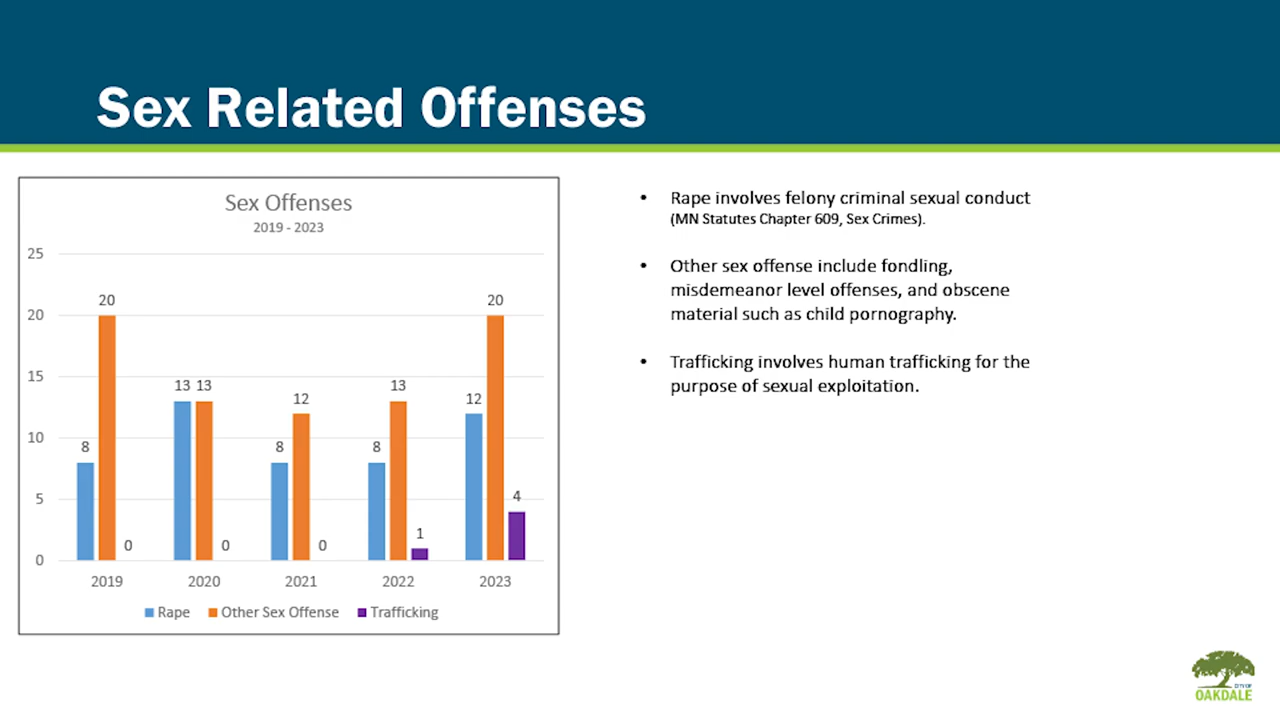 Sex Related Offenses
Sex Offenses
2019 - 2023
25
20
15
10
5
0
8
20
0
13
13
0
8
12
0
8
13
1
12
20
4
2019
2020
2021
2022
2023
Rape
Other Sex Offense
Trafficking
• Rape involves felony criminal sexual conduct
(MN Statutes Chapter 609, Sex Crimes).
• Other sex offense include fondling,
misdemeanor level offenses, and obscene
material such as child pornography.
• Trafficking involves human trafficking for the
purpose of sexual exploitation.
CITY OF
OAKDALE